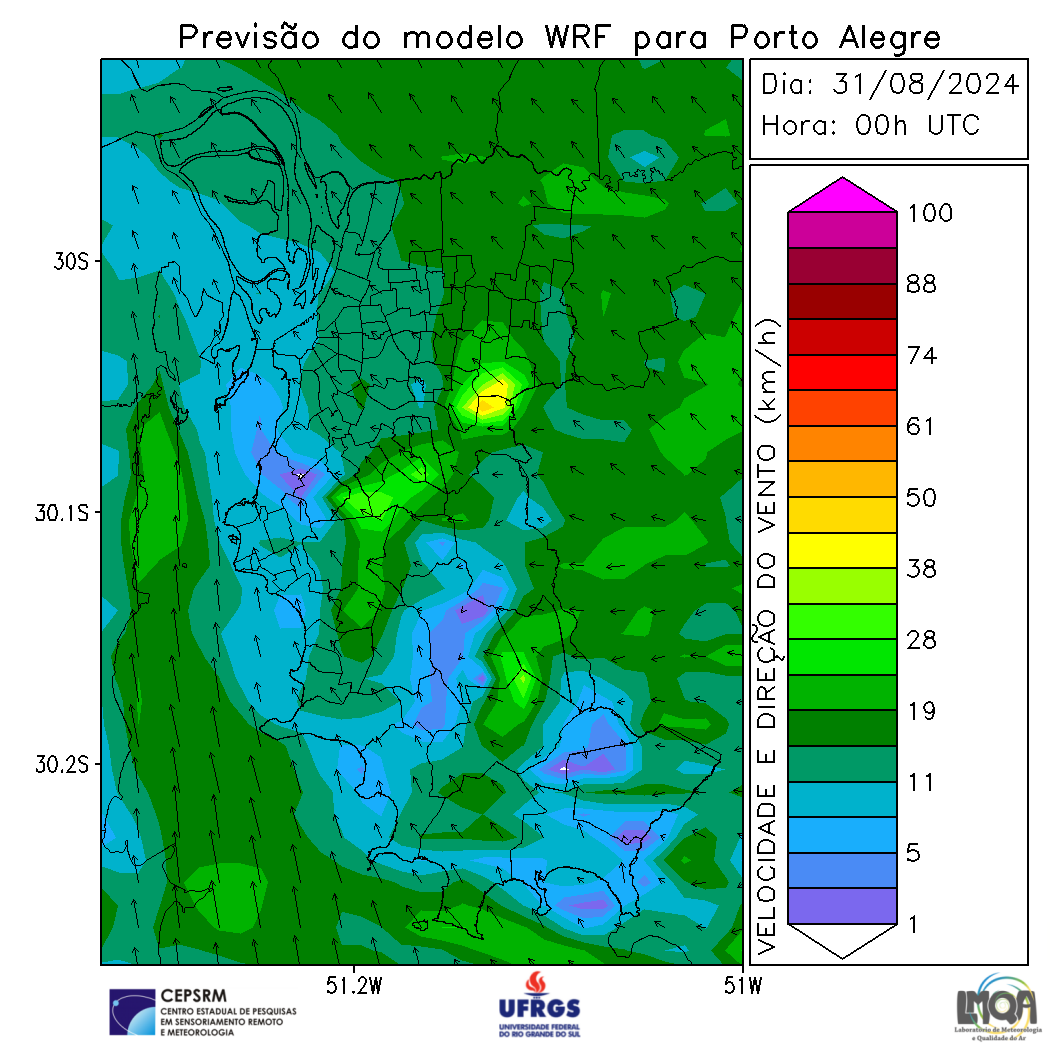 Previsão do modelo WRF para Porto Alegre
Dia: 31/08/2024
Hora: 00h UTC
30S
30.1S
30.2S
51.2W
51W
VELOCIDADE E DIREÇÃO DO VENTO (km/h)
100
88
74
61
50
38
28
19
11
5
1
CEPSRM
CENTRO ESTADUAL DE PESQUISAS
EM SENSORIAMENTO REMOTO
E METEOROLOGIA
UFRGS
UNIVERSIDADE FEDERAL
DO RIO GRANDE DO SUL
LMQA
Laboratório de Meteorologia
e Qualidade do Ar